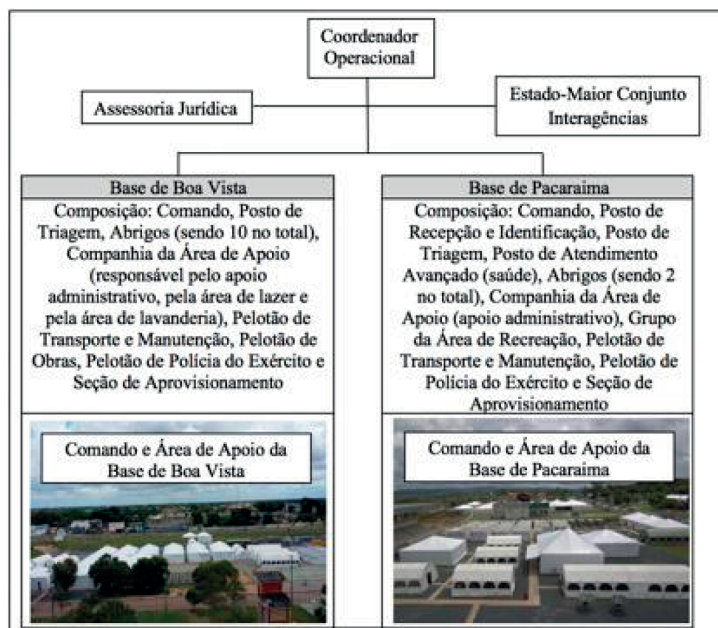 Coordenador
Operacional
Assessoria Jurídica
Estado-Maior Conjunto
Interagências
Base de Boa Vista
Composição: Comando, Posto de
Triagem, Abrigos (sendo 10 no total),
Companhia da Área de Apoio
(responsável pelo apoio
administrativo, pela área de lazer e
pela área de lavanderia), Pelotão de
Transporte e Manutenção, Pelotão de
Obras, Pelotão de Polícia do Exército e
Seção de Aprovisionamento
Comando e Área de Apoio da
Base de Boa Vista
Base de Pacaraima
Composição: Comando, Posto de
Recepção e Identificação, Posto de
Triagem, Posto de Atendimento
Avançado (saúde), Abrigos (sendo 2
no total), Companhia da Área de
Apoio (apoio administrativo), Grupo
da Área de Recreação, Pelotão de
Transporte e Manutenção, Pelotão de
Polícia do Exército e Seção de
Aprovisionamento
Comando e Área de Apoio da
Base de Pacaraima